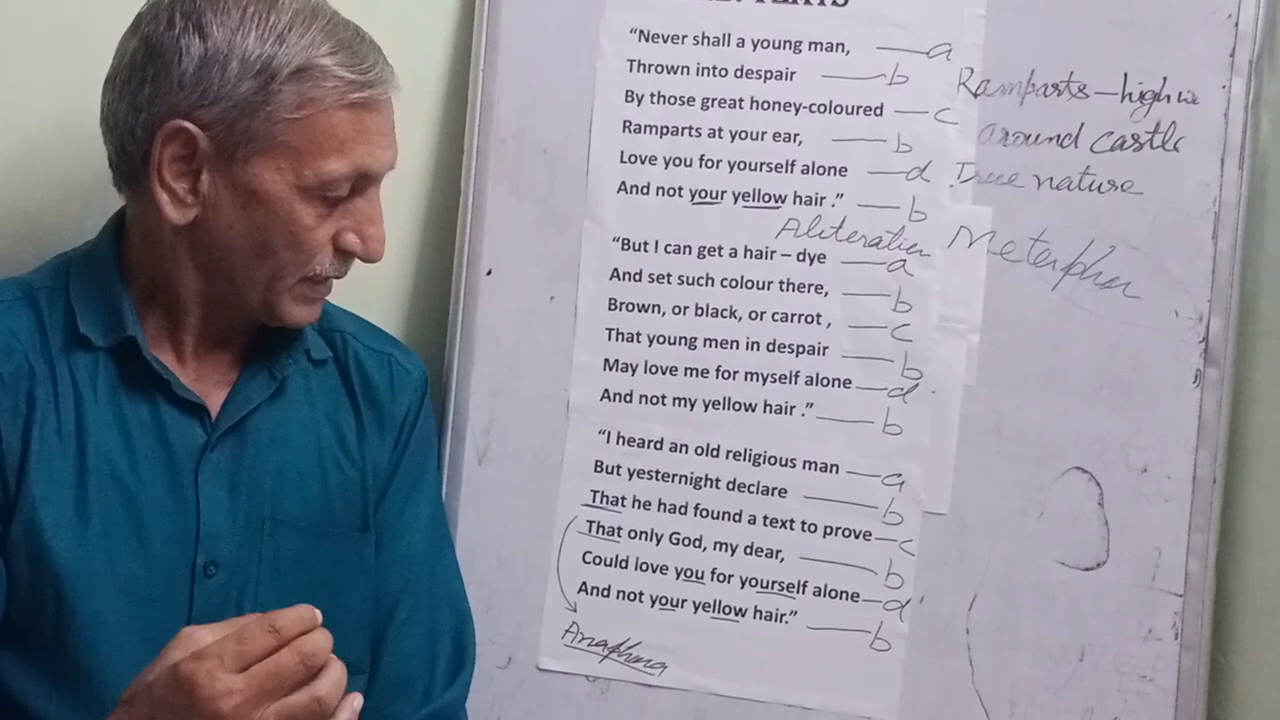 “Never shall a young man, a
Thrown into despair b
By those great honey-coloured c
Ramparts at your ear, b
Love you for yourself alone d
And not your yellow hair .” b
Ramparts – high
around castle
True nature
Aliteration Metaphor
“But I can get a hair – dye a
And set such colour there, b
Brown, or black, or carrot , c
That young men in despair b
May love me for myself alone d
And not my yellow hair .” b
“I heard an old religious man a
But yesternight declare b
That he had found a text to prove c
That only God, my dear, b
Could love you for yourself alone d
And not your yellow hair.” b
Anaphora